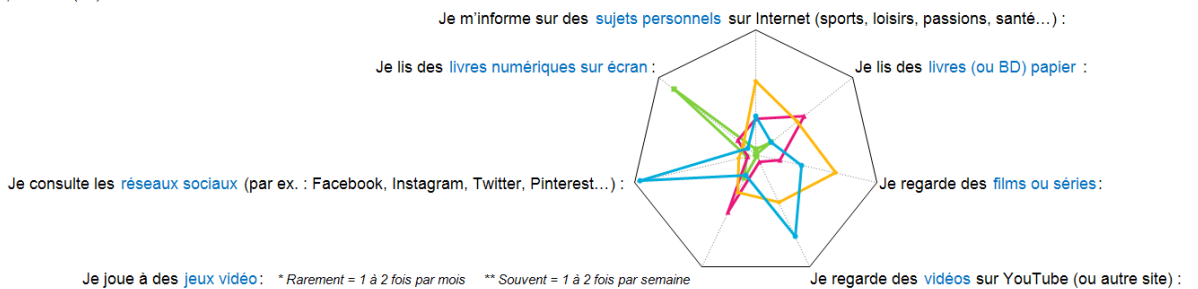 Je m'informe sur des sujets personnels sur Internet (sports, loisirs, passions, santé…) :
Je lis des livres numériques sur écran :
Je lis des livres (ou BD) papier :
Je consulte les réseaux sociaux (par ex. : Facebook, Instagram, Twitter, Pinterest…) :
Je regarde des films ou séries :
Je joue à des jeux vidéo : * Rarement = 1 à 2 fois par mois ** Souvent = 1 à 2 fois par semaine
Je regarde des vidéos sur YouTube (ou autre site) :